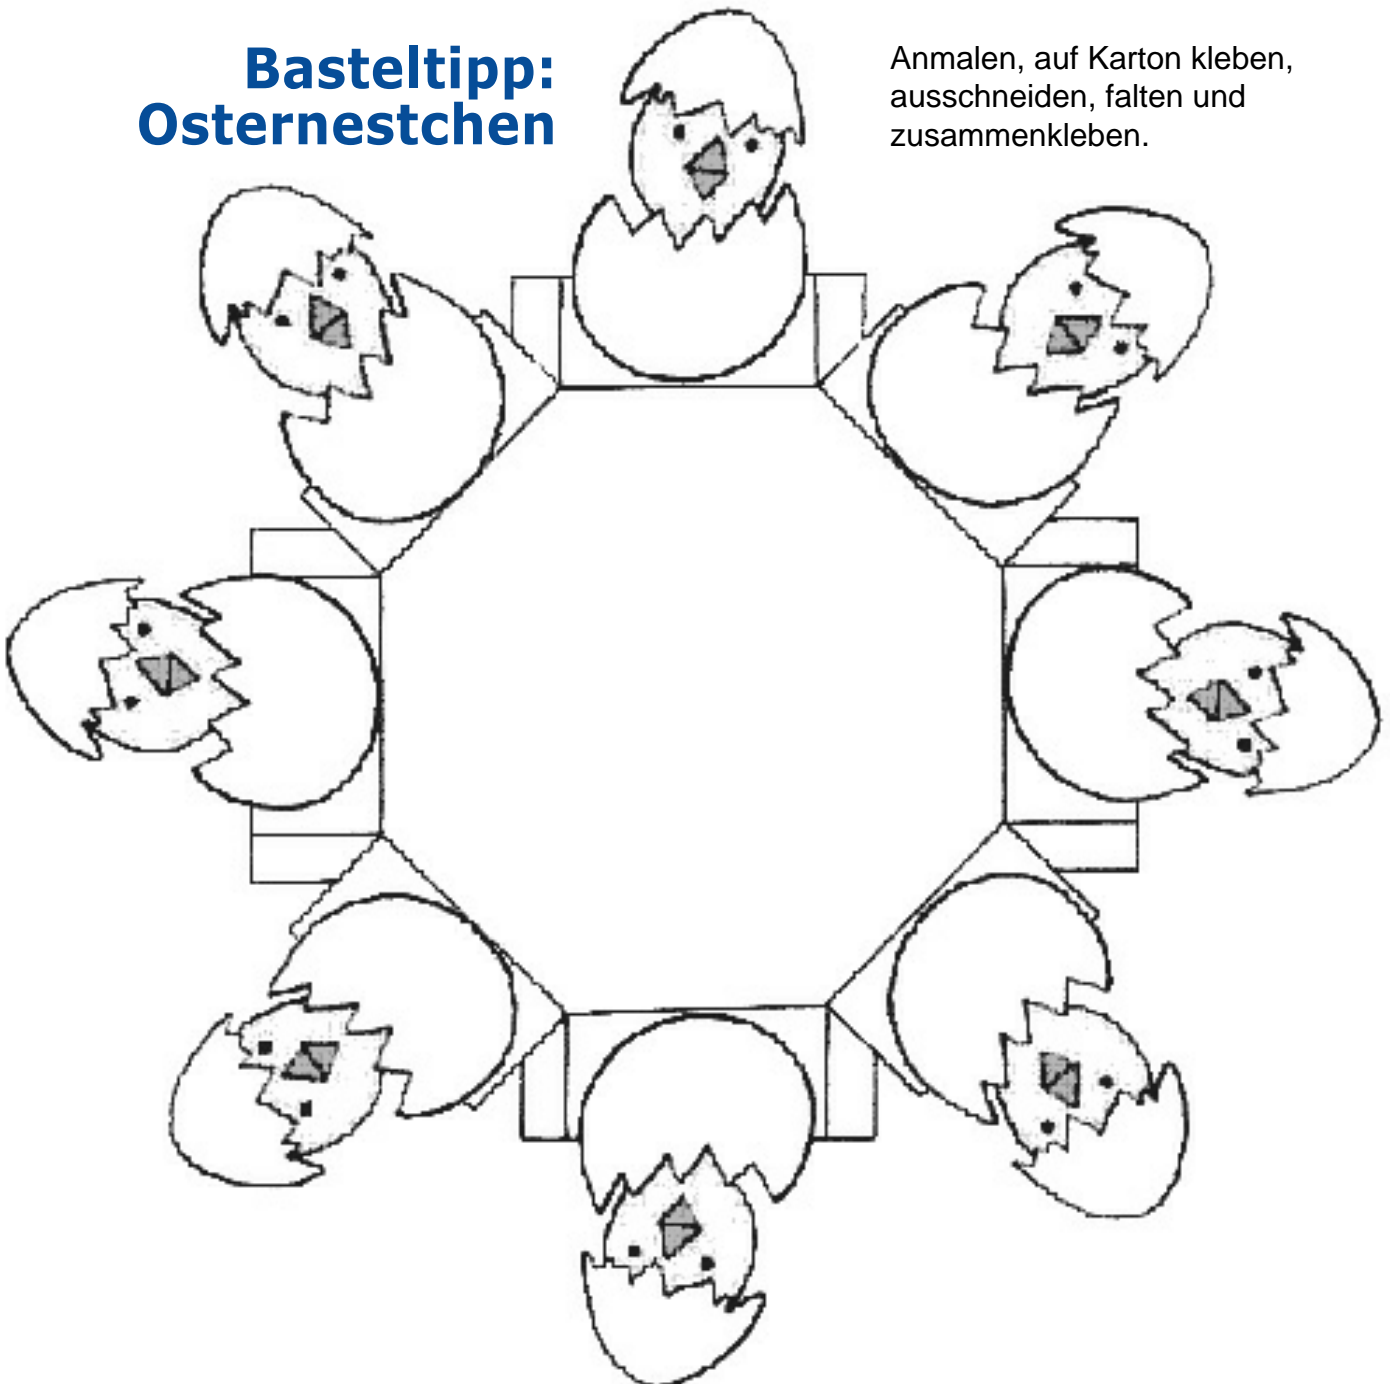 Basteltipp:
Osternestchen
Anmalen, auf Karton kleben,
ausschneiden, falten und
zusammenkleben.